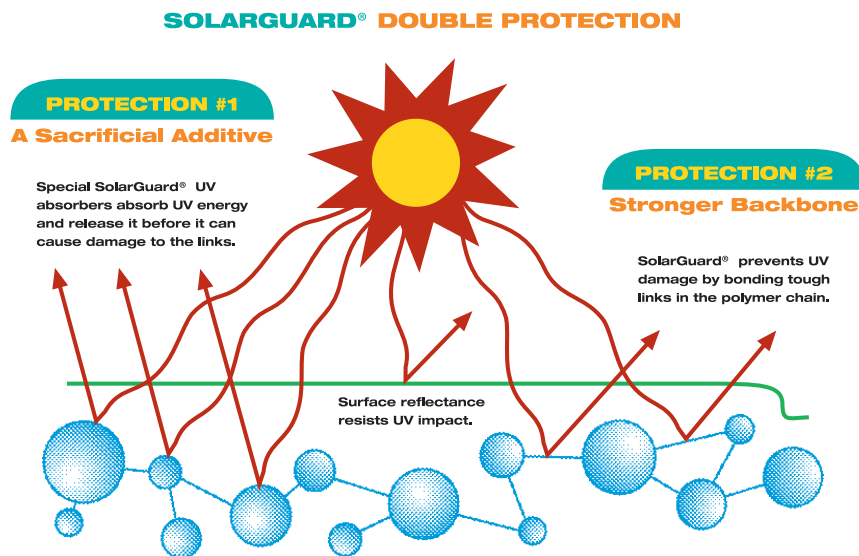 SOLARGUARD® DOUBLE PROTECTION
PROTECTION #1
A Sacrificial Additive
Special SolarGuard® UV
absorbers absorb UV energy
and release it before it can
cause damage to the links.
PROTECTION #2
Stronger Backbone
SolarGuard® prevents UV
damage by bonding tough
links in the polymer chain.
Surface reflectance
resists UV impact.